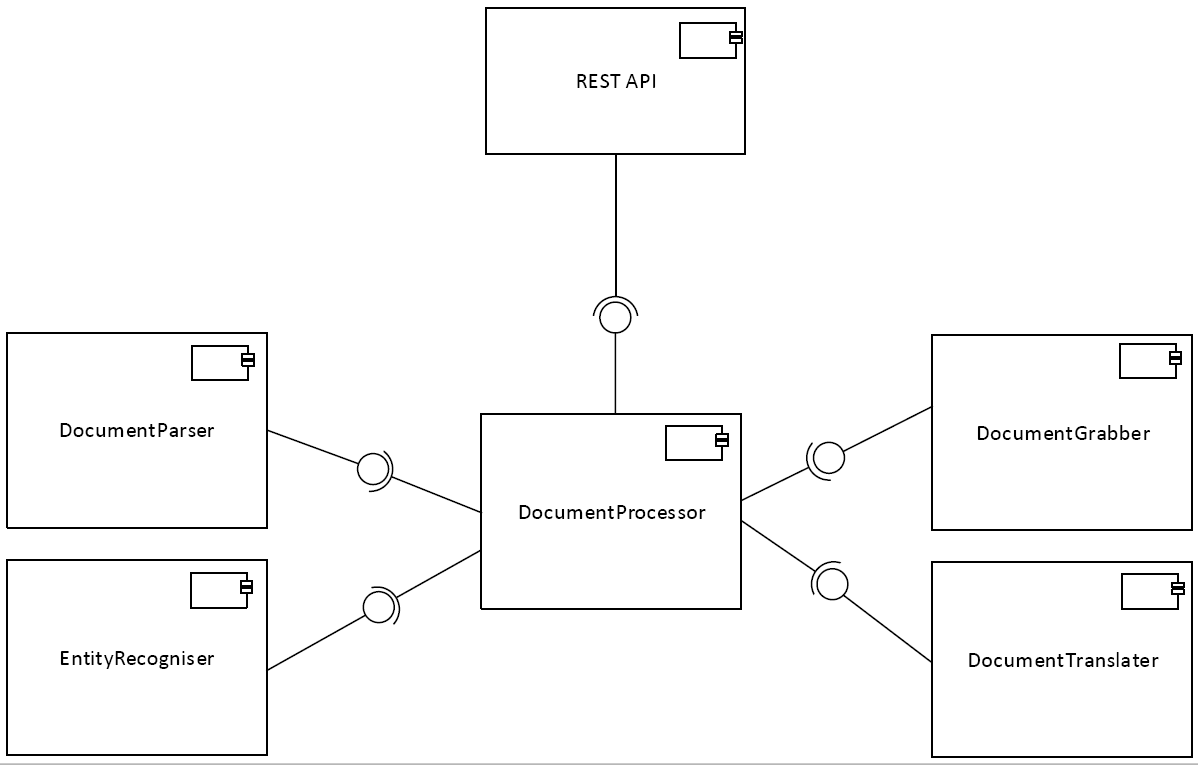 REST API
DocumentParser
DocumentGrabber
DocumentProcessor
EntityRecogniser
DocumentTranslater